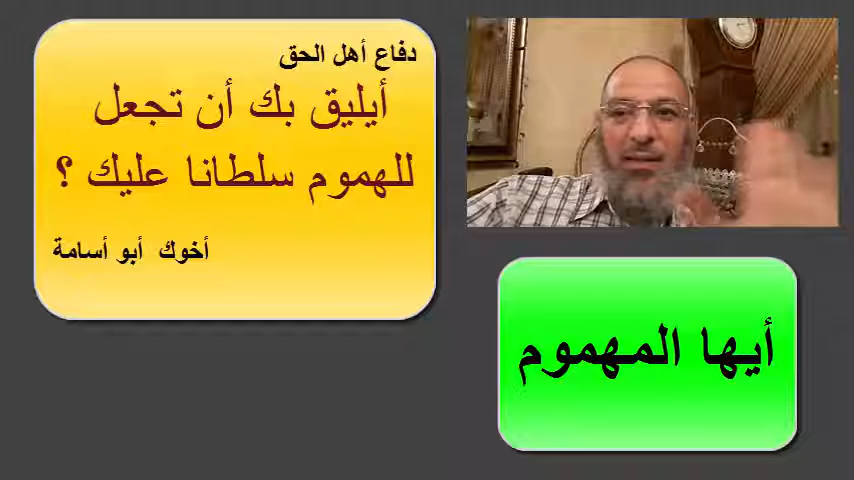 دفاع أهل الحق
أيليق بك أن تجعل
للهموم سلطانا عليك ؟
أخوك أبو أسامة
أيها المهموم